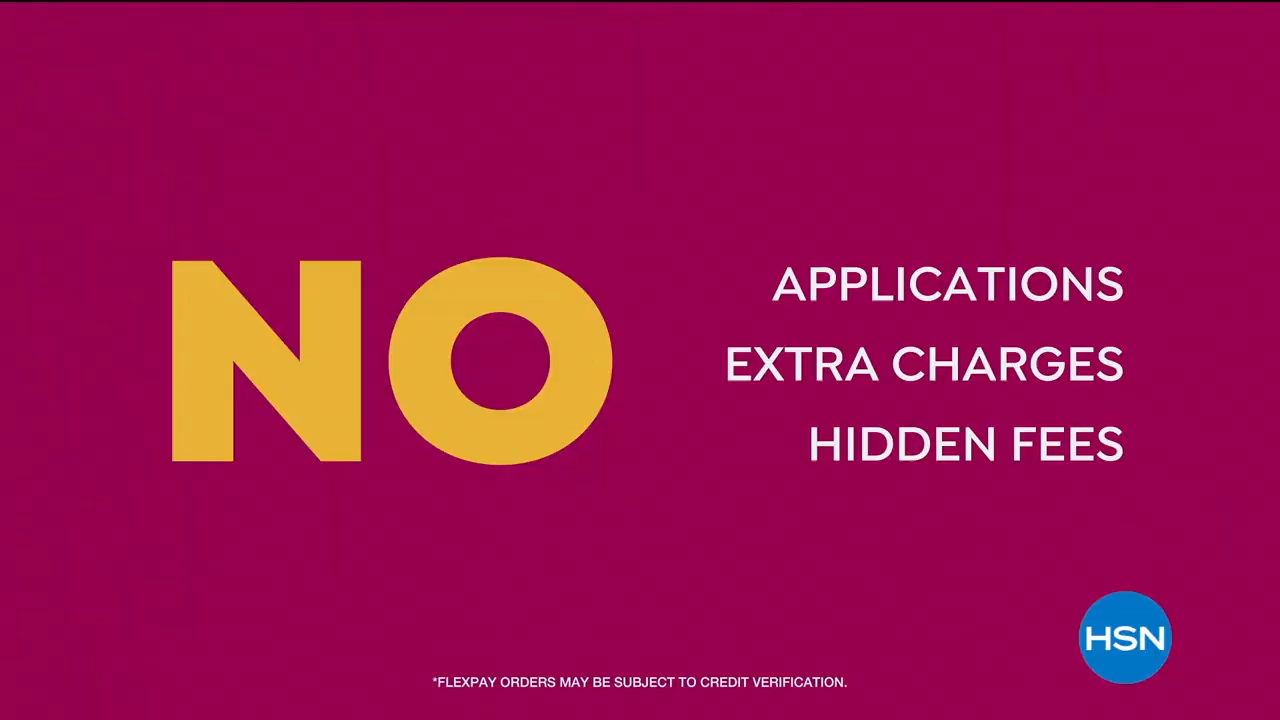 NO
APPLICATIONS
EXTRA CHARGES
HIDDEN FEES
HSN
*FLEXPAY ORDERS MAY BE SUBJECT TO CREDIT VERIFICATION.